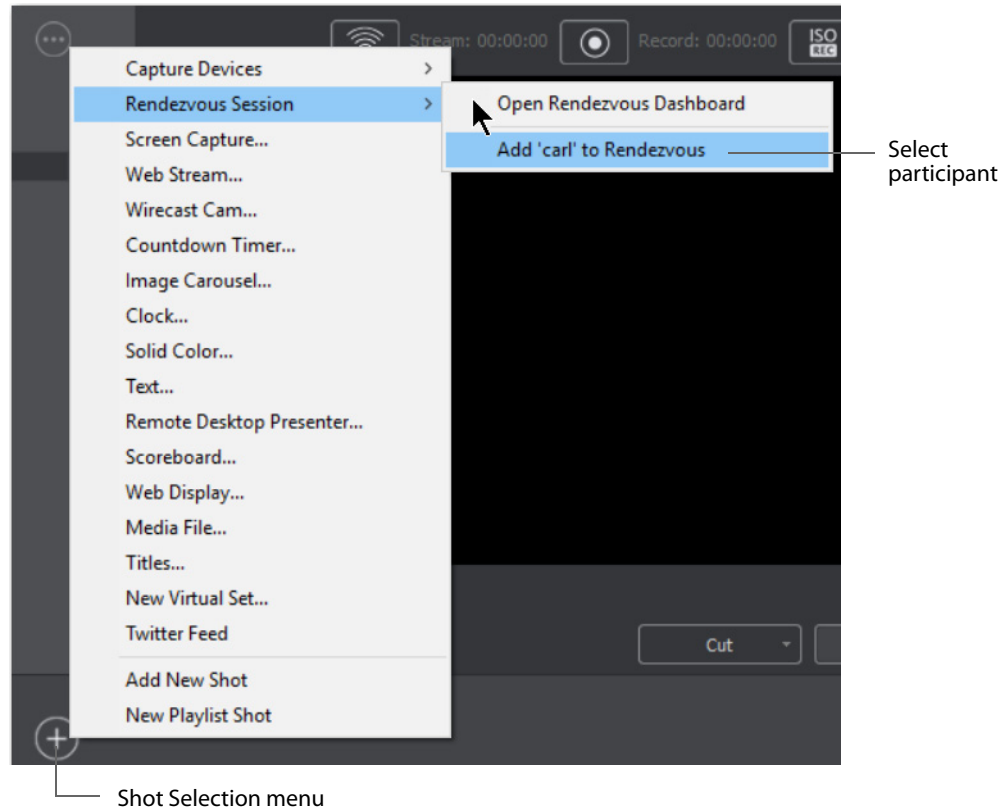 Stream: 00:00:00
Record: 00:00:00
ISO
REC
Capture Devices
Rendezvous Session
Screen Capture...
Web Stream...
Wirecast Cam...
Countdown Timer...
Image Carousel...
Clock...
Solid Color...
Text...
Remote Desktop Presenter...
Scoreboard...
Web Display...
Media File...
Titles...
New Virtual Set...
Twitter Feed
Add New Shot
New Playlist Shot
Open Rendezvous Dashboard
Add 'carl' to Rendezvous
Select
participant
Cut
Shot Selection menu